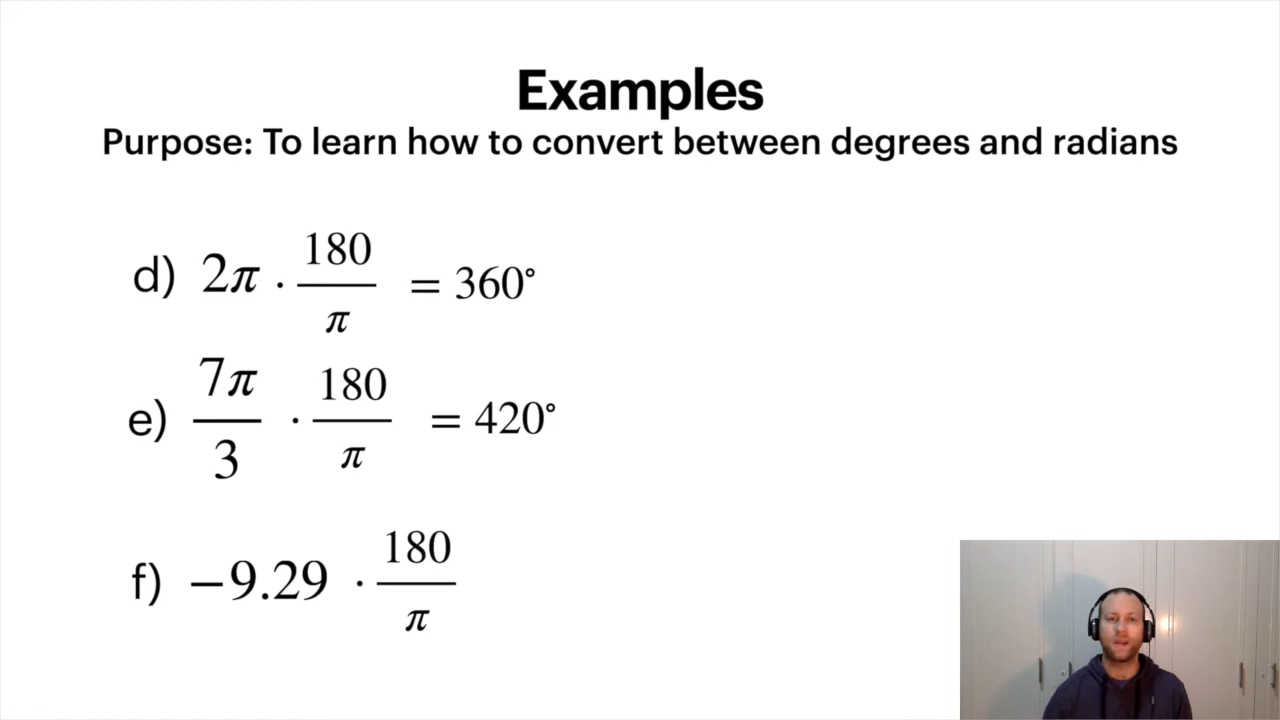 Examples
Purpose: To learn how to convert between degrees and radians
d) 2π · 180/π = 360°
e) 7π/3 · 180/π = 420°
f) −9.29 · 180/π